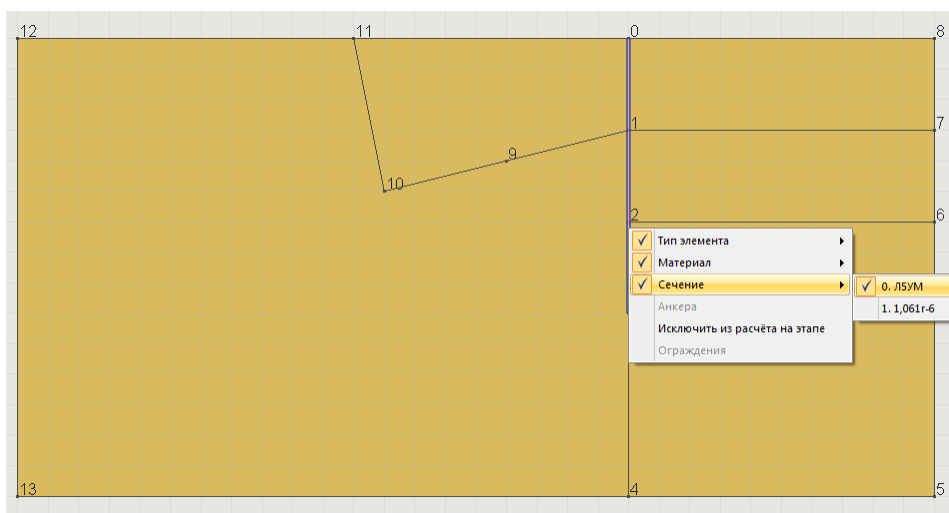 12
11
0
8
1
7
9
10
2
6
Тип элемента
Материал
Сечение
0. Л5УМ
Анкера
1. 1,061r-6
Исключить из расчёта на этапе
Ограждения
13
4
5